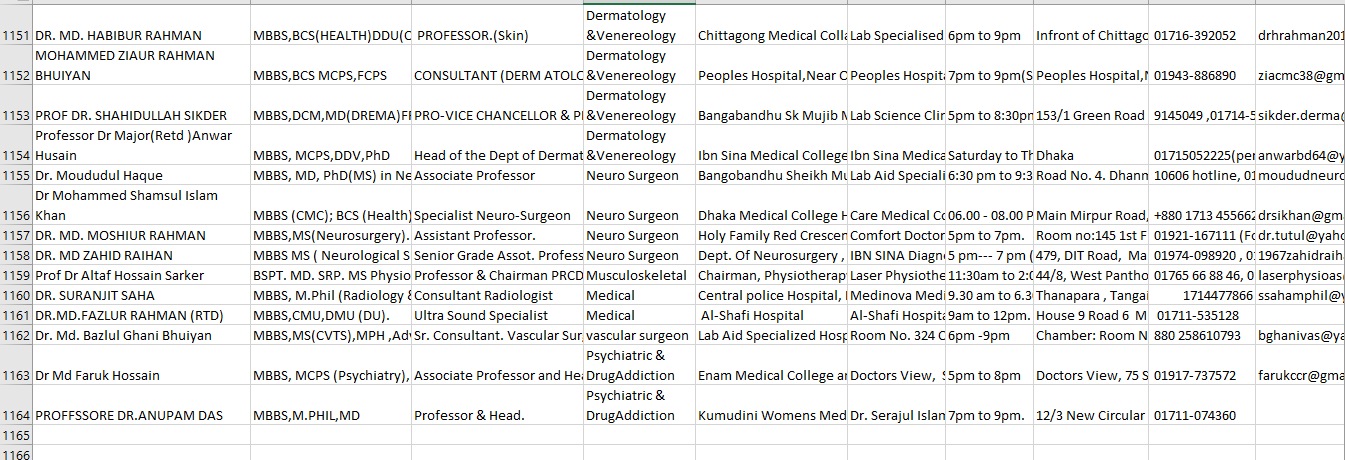 1151 DR. MD. HABIBUR RAHMAN MBBS,BCS(HEALTH)DDU(C PROFESSOR.(Skin) Dermatology &Venereology Chittagong Medical Colla Lab Specialised 6pm to 9pm Infront of Chittago 01716-392052 drhrahman201
1152 MOHAMMED ZIAUR RAHMAN BHUIYAN MBBS,BCS MCPS,FCPS CONSULTANT (DERM ATOLO Dermatology &Venereology Peoples Hospital,Near C Peoples Hospita 7pm to 9pm(S Peoples Hospital,N 01943-886890 ziacmc38@gm
1153 PROF DR. SHAHIDULLAH SIKDER MBBS,DCM,MD(DREMA)FI PRO-VICE CHANCELLOR & P Dermatology &Venereology Bangabandhu Sk Mujib M Lab Science Clin 5pm to 8:30pn 153/1 Green Road 9145049 ,01714-5 sikder.derma@
1154 Professor Dr Major(Retd )Anwar Husain MBBS, MCPS,DDV,PhD Head of the Dept of Dermat Dermatology &Venereology Ibn Sina Medical College Ibn Sina Medica Saturday to Th Dhaka 01715052225(per anwarbd64@y
1155 Dr. Moududul Haque MBBS, MD, PhD(MS) in Ne Associate Professor Neuro Surgeon Bangobandhu Sheikh Mu Lab Aid Speciali 6:30 pm to 9:3 Road No. 4. Dhann 10606 hotline, 01 moududneuro
1156 Dr Mohammed Shamsul Islam Khan MBBS (CMC); BCS (Health) Specialist Neuro-Surgeon Neuro Surgeon Dhaka Medical College H Care Medical Co 06.00 - 08.00 P Main Mirpur Road, +880 1713 455662 drsikhan@gm
1157 DR. MD. MOSHIUR RAHMAN MBBS,MS(Neurosurgery). Assistant Professor. Neuro Surgeon Holy Family Red Crescen Comfort Doctor 5pm to 7pm. Room no:145 1st F 01921-167111 (Fo dr.tutul@yaho
1158 DR. MD ZAHID RAIHAN MBBS MS ( Neurological S Senior Grade Assot. Profess Neuro Surgeon Dept. Of Neurosurgery , IBN SINA Diagn 5 pm--- 7 pm ( 479, DIT Road, Ma 01974-098920 , 0 1967zahidraih
1159 Prof Dr Altaf Hossain Sarker BSPT. MD. SRP. MS Physio Professor & Chairman PRCD Musculoskeletal Chairman, Physiotherap Laser Physiothe 11:30am to 2:0 44/8, West Pantho 01765 66 88 46, 0 laserphysioas
1160 DR. SURANJIT SAHA MBBS, M.Phil (Radiology & Consultant Radiologist Medical Central police Hospital, Medinova Medi 9.30 am to 6.3 Thanapara , Tangai 1714477866 ssahamphil@y
1161 DR.MD.FAZLUR RAHMAN (RTD) MBBS,CMU,DMU (DU). Ultra Sound Specialist Medical Al-Shafi Hospital Al-Shafi Hospita 9am to 12pm. House 9 Road 6 M 01711-535128
1162 Dr. Md. Bazlul Ghani Bhuiyan MBBS,MS(CVTS),MPH ,Adv Sr. Consultant. Vascular Sur vascular surgeon Lab Aid Specialized Hosp Room No. 324 C 6pm -9pm Chamber: Room N 880 258610793 bghanivas@ya
1163 Dr Md Faruk Hossain MBBS, MCPS (Psychiatry), Associate Professor and Hea Psychiatric & DrugAddiction Enam Medical College an Doctors View, S 5pm to 8pm Doctors View, 75 S 01917-737572 farukccr@gma
1164 PROFFSSORE DR.ANUPAM DAS MBBS,M.PHIL,MD Professor & Head. Psychiatric & DrugAddiction Kumudini Womens Med Dr. Serajul Islan 7pm to 9pm. 12/3 New Circular 01711-074360
1165
1166